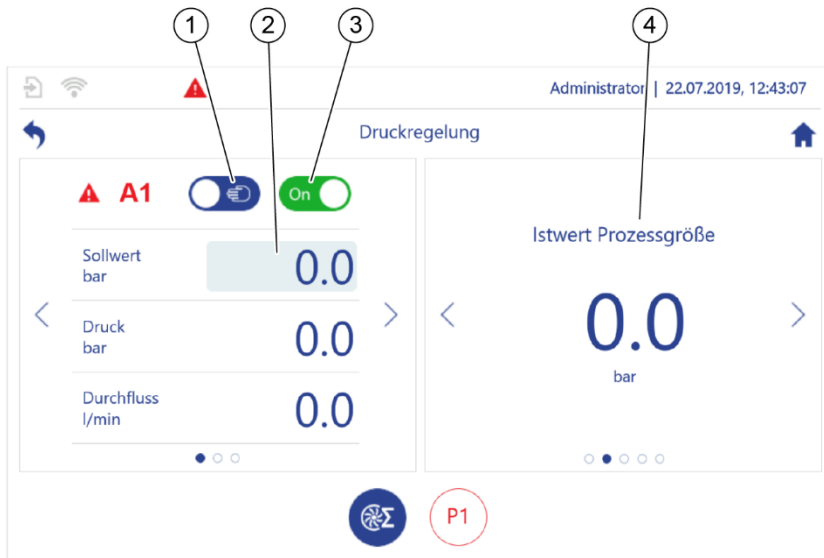 1 2 3 4
Administrator | 22.07.2019, 12:43:07
Druckregelung
A1 On
Sollwert
bar
0.0
Druck
bar
0.0
Durchfluss
l/min
0.0
Istwert Prozessgröße
0.0
bar
Σ P1